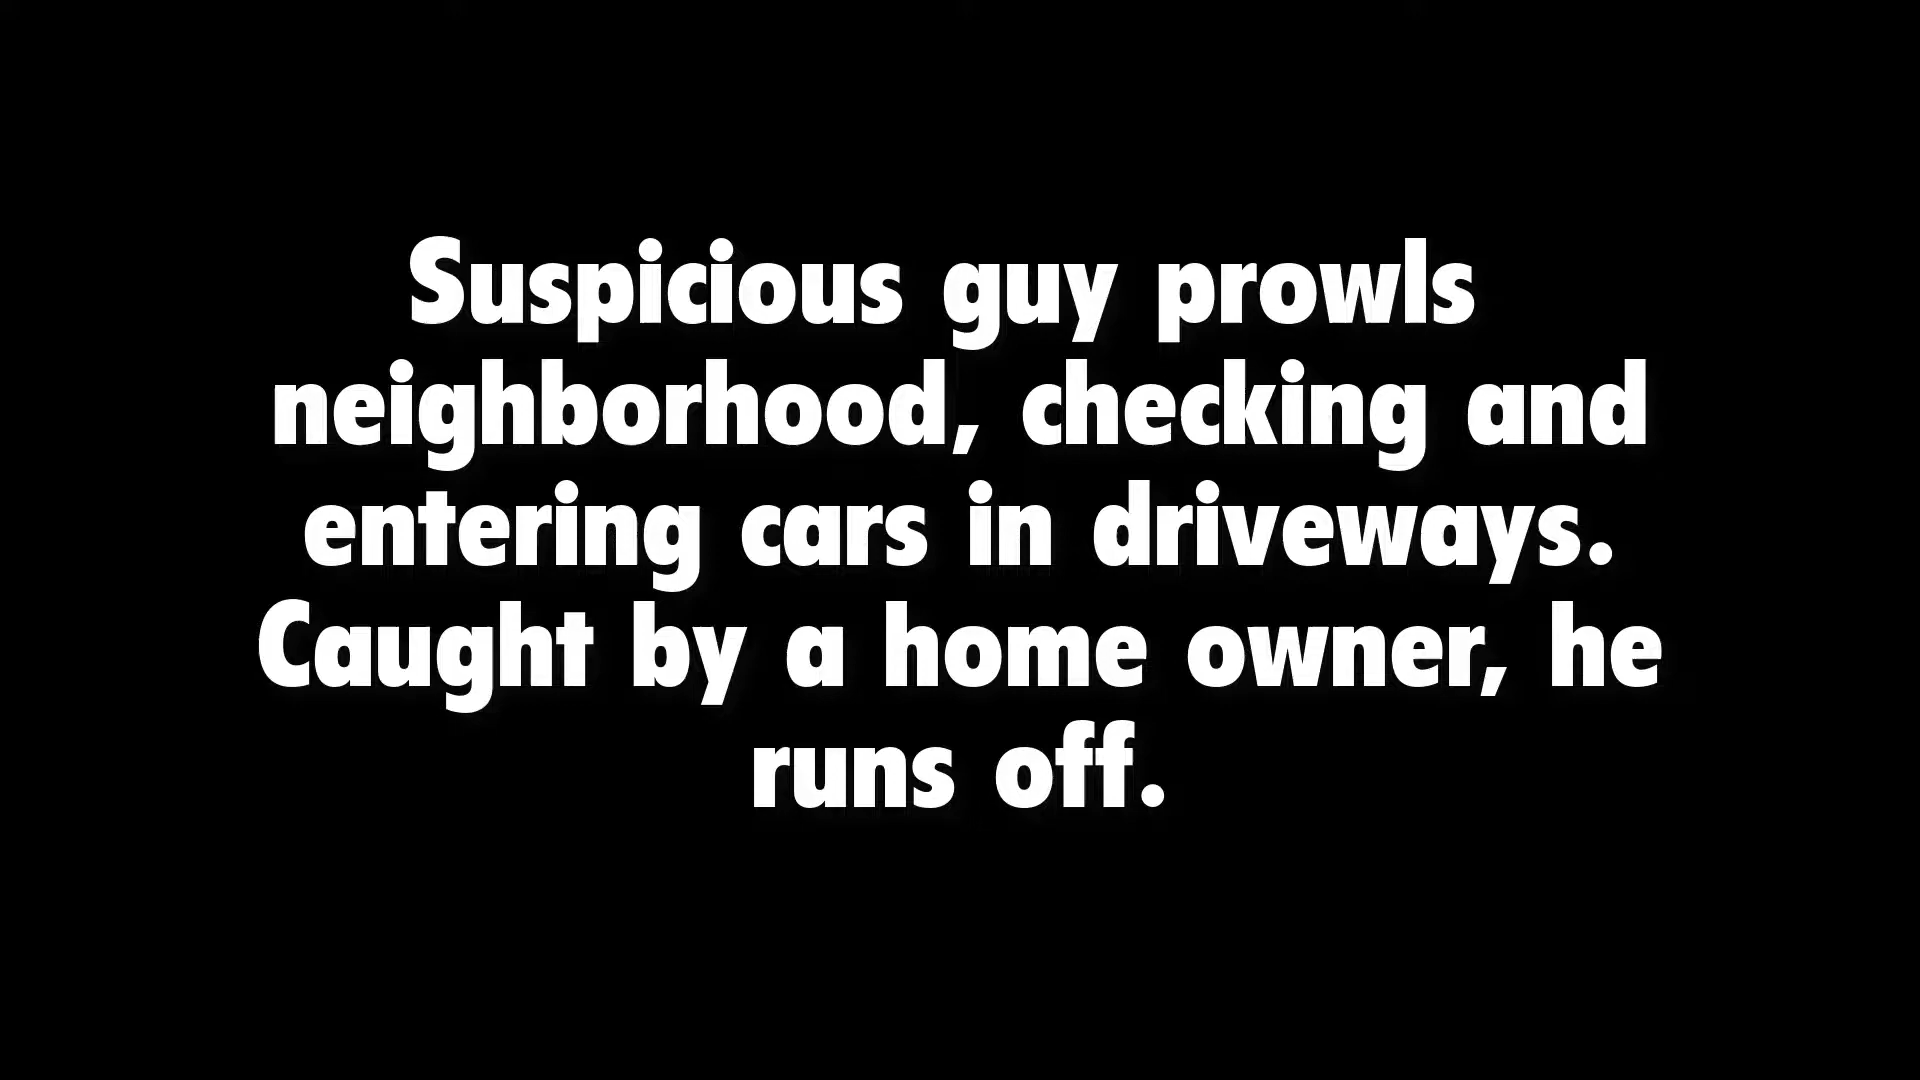 Suspicious guy prowls
neighborhood, checking and
entering cars in driveways.
Caught by a home owner, he
runs off.